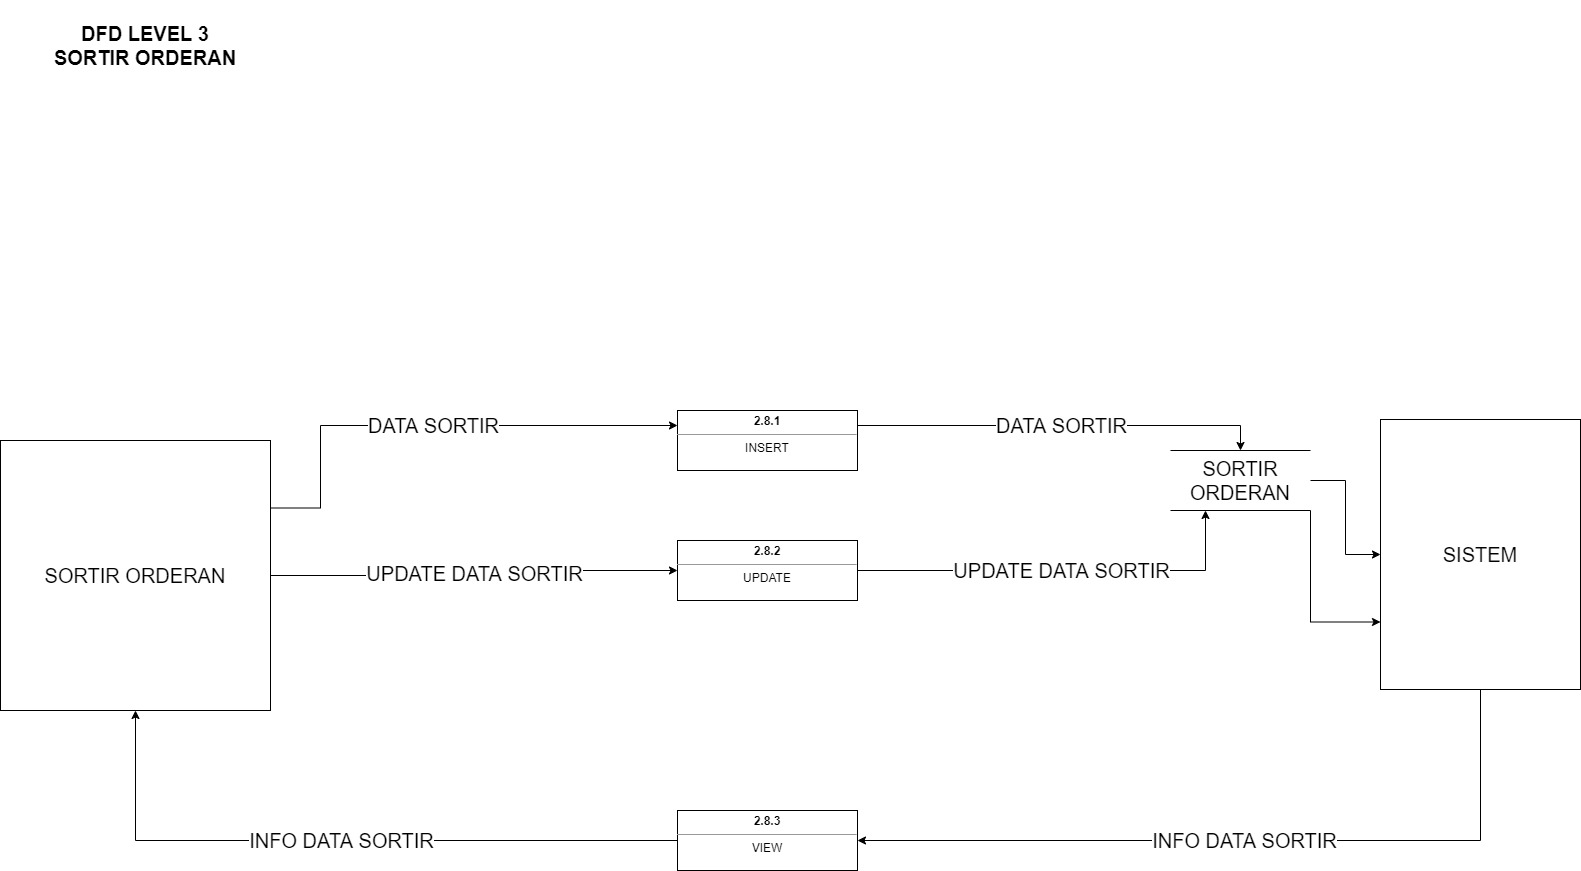 DFD LEVEL 3
SORTIR ORDERAN
DATA SORTIR
2.8.1
INSERT
DATA SORTIR
SORTIR
ORDERAN
SORTIR ORDERAN
UPDATE DATA SORTIR
2.8.2
UPDATE
UPDATE DATA SORTIR
SISTEM
INFO DATA SORTIR
2.8.3
VIEW
INFO DATA SORTIR